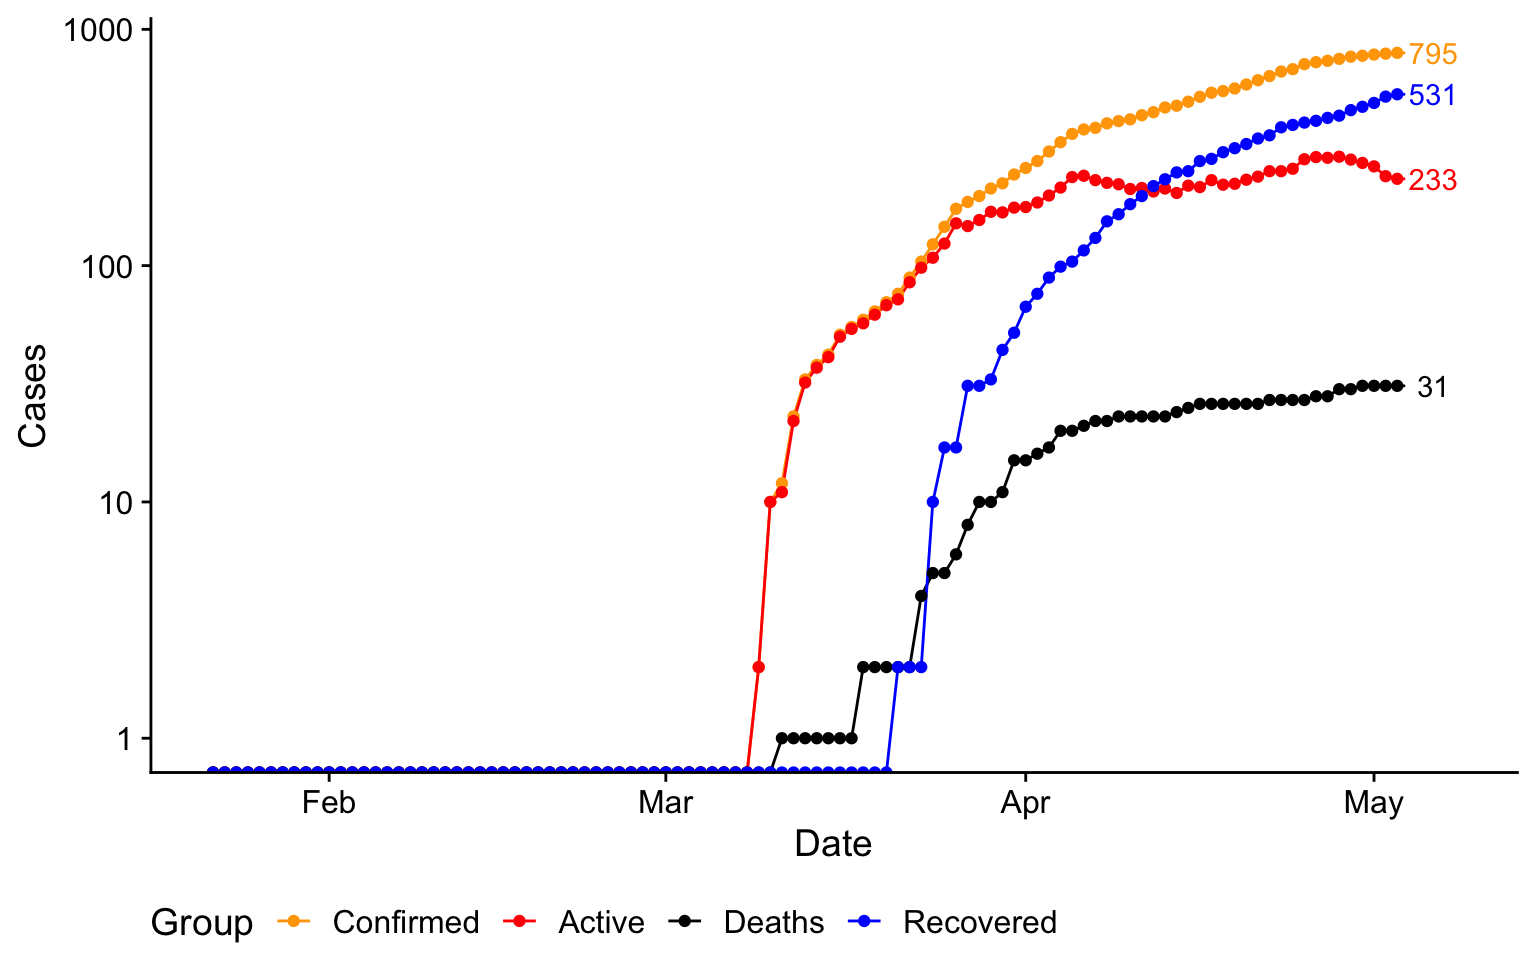 1000
795
531
233
100
Cases
31
10
1
Feb Mar Apr May
Date
Group Confirmed Active Deaths Recovered